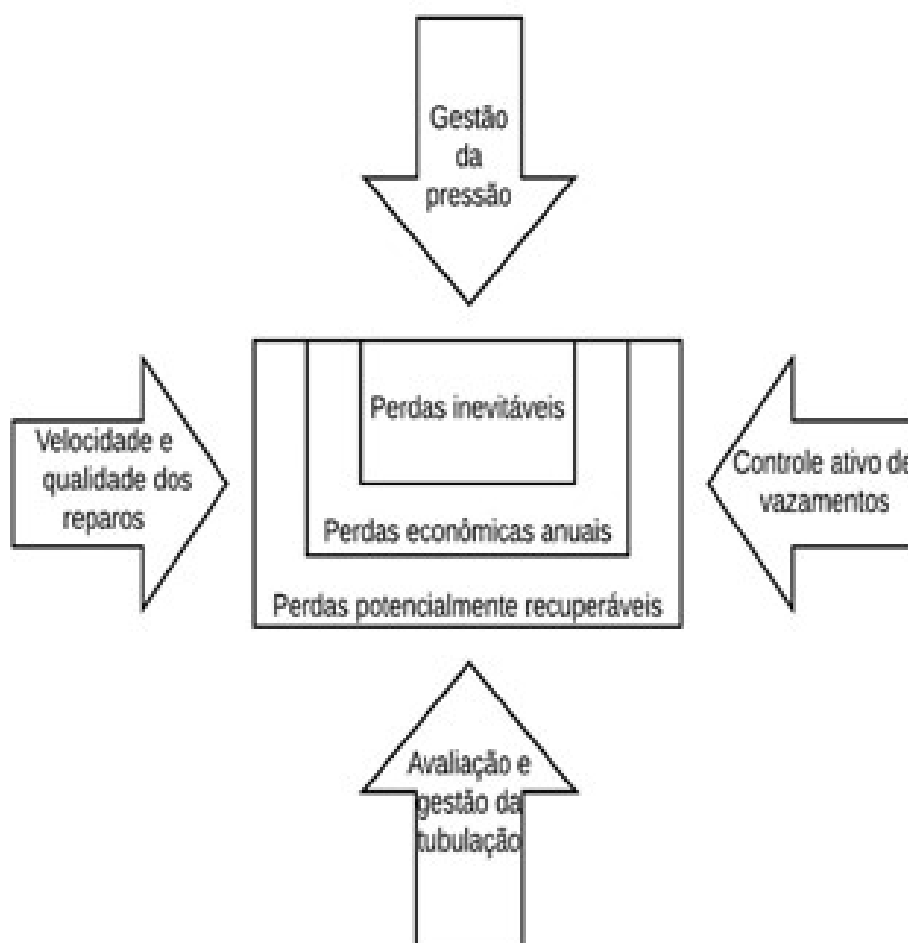 Gestão
da
pressão
Perdas inevitáveis
Velocidade e
qualidade dos
reparos
Controle ativo de
vazamentos
Perdas econômicas anuais
Perdas potencialmente recuperáveis
Avaliação e
gestão da
tubulação